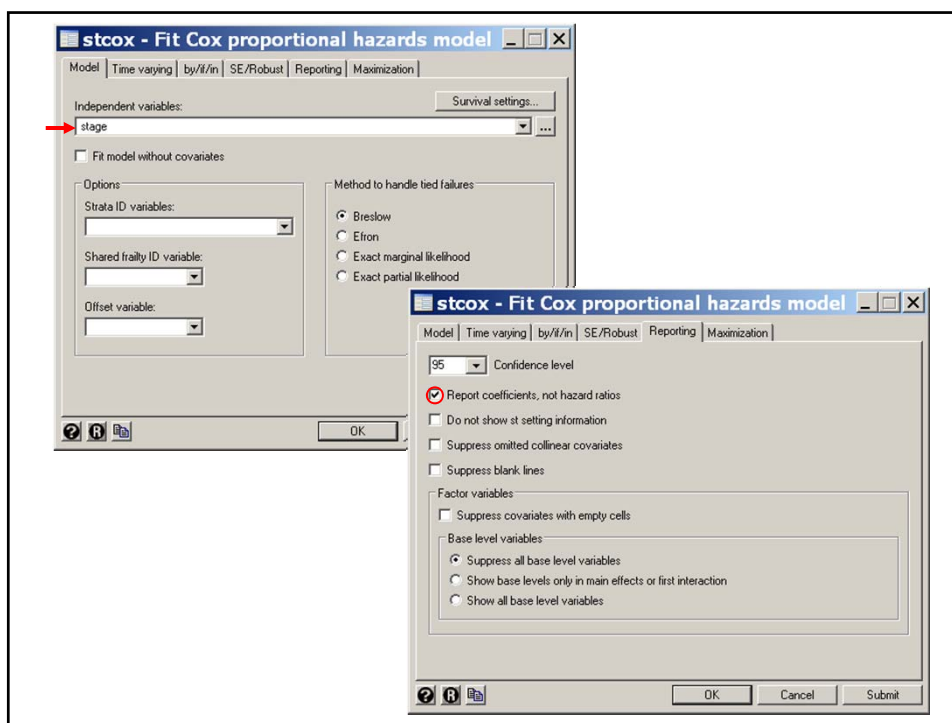 stcox - Fit Cox proportional hazards model
Model Time varying by/if/in SE/Robust Reporting Maximization
Survival settings...
Independent variables:
stage
...
Fit model without covariates
Options
Strata ID variables:
Shared frailty ID variable:
Offset variable:
Method to handle tied failures
Breslow
Efron
Exact marginal likelihood
Exact partial likelihood
? R OK
stcox - Fit Cox proportional hazards model
Model Time varying by/if/in SE/Robust Reporting Maximization
95 Confidence level
Report coefficients, not hazard ratios
Do not show st setting information
Suppress omitted collinear covariates
Suppress blank lines
Factor variables
Suppress covariates with empty cells
Base level variables
Suppress all base level variables
Show base levels only in main effects or first interaction
Show all base level variables
? R OK Cancel Submit